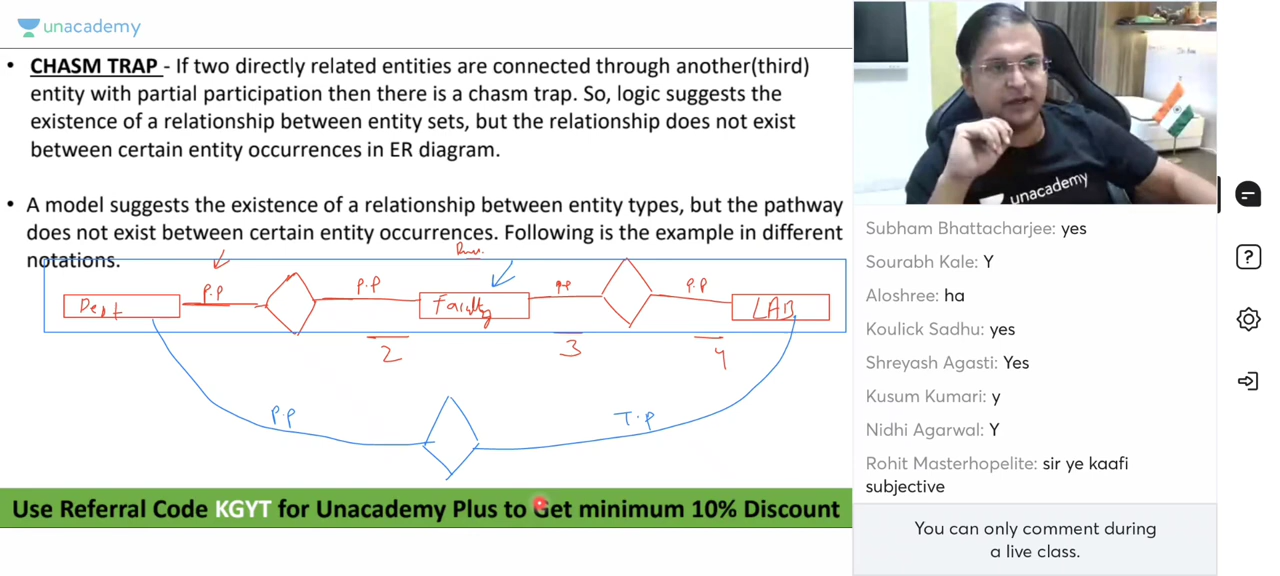 unacademy
• CHASM TRAP - If two directly related entities are connected through another(third)
entity with partial participation then there is a chasm trap. So, logic suggests the
existence of a relationship between entity sets, but the relationship does not exist
between certain entity occurrences in ER diagram.
• A model suggests the existence of a relationship between entity types, but the pathway
does not exist between certain entity occurrences. Following is the example in different
notations.
P.P
P.P
P.P
P.P
Dept
Faculty
LAB
2
3
4
P.P
T.P
Use Referral Code KGYT for Unacademy Plus to Get minimum 10% Discount
unacademy
Subham Bhattacharjee: yes
Sourabh Kale: Y
Aloshree: ha
Koulick Sadhu: yes
Shreyash Agasti: Yes
Kusum Kumari: y
Nidhi Agarwal: Y
Rohit Masterhopelite: sir ye kaafi
subjective
You can only comment during
a live class.
?